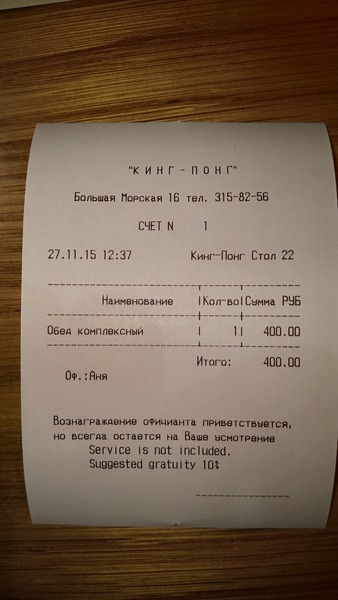 "КИНГ-ПОНГ"
Большая Морская 16 тел. 315-82-56
СЧЕТ N 1
27.11.15 12:37 Кинг-Понг Стол 22
Наименование |Кол-во|Сумма РУБ
Обед комплексный | 1| 400.00
Итого: 400.00
Оф.:Аня
Вознаграждение официанта приветствуется,
но всегда остается на Ваше усмотрение
Service is not included.
Suggested gratuity 10%